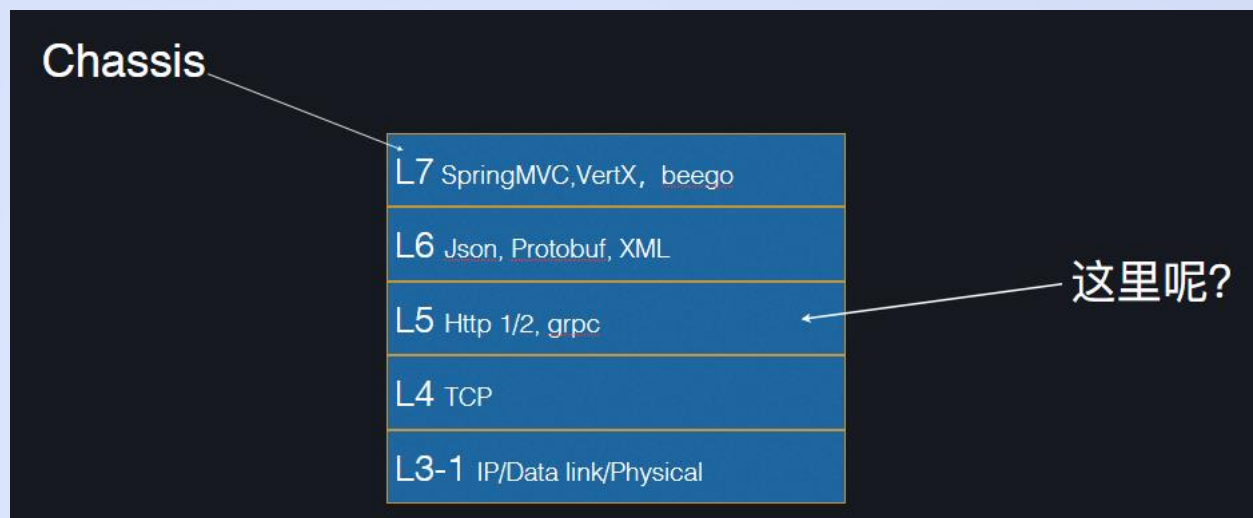 Chassis
L7 SpringMVC,VertX，beego
L6 Json, Protobuf, XML
L5 Http 1/2, grpc
这里呢?
L4 TCP
L3-1 IP/Data link/Physical